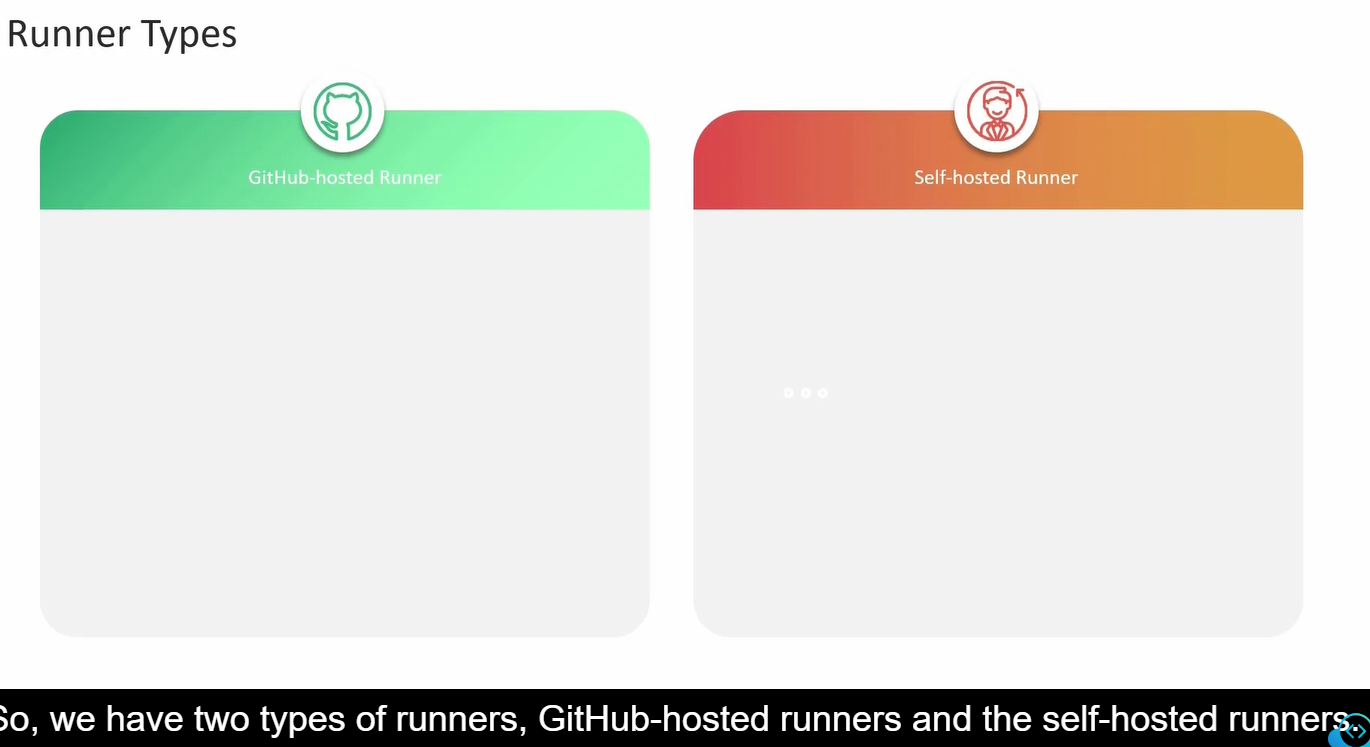 Runner Types
GitHub-hosted Runner
Self-hosted Runner
So, we have two types of runners, GitHub-hosted runners and the self-hosted runners.